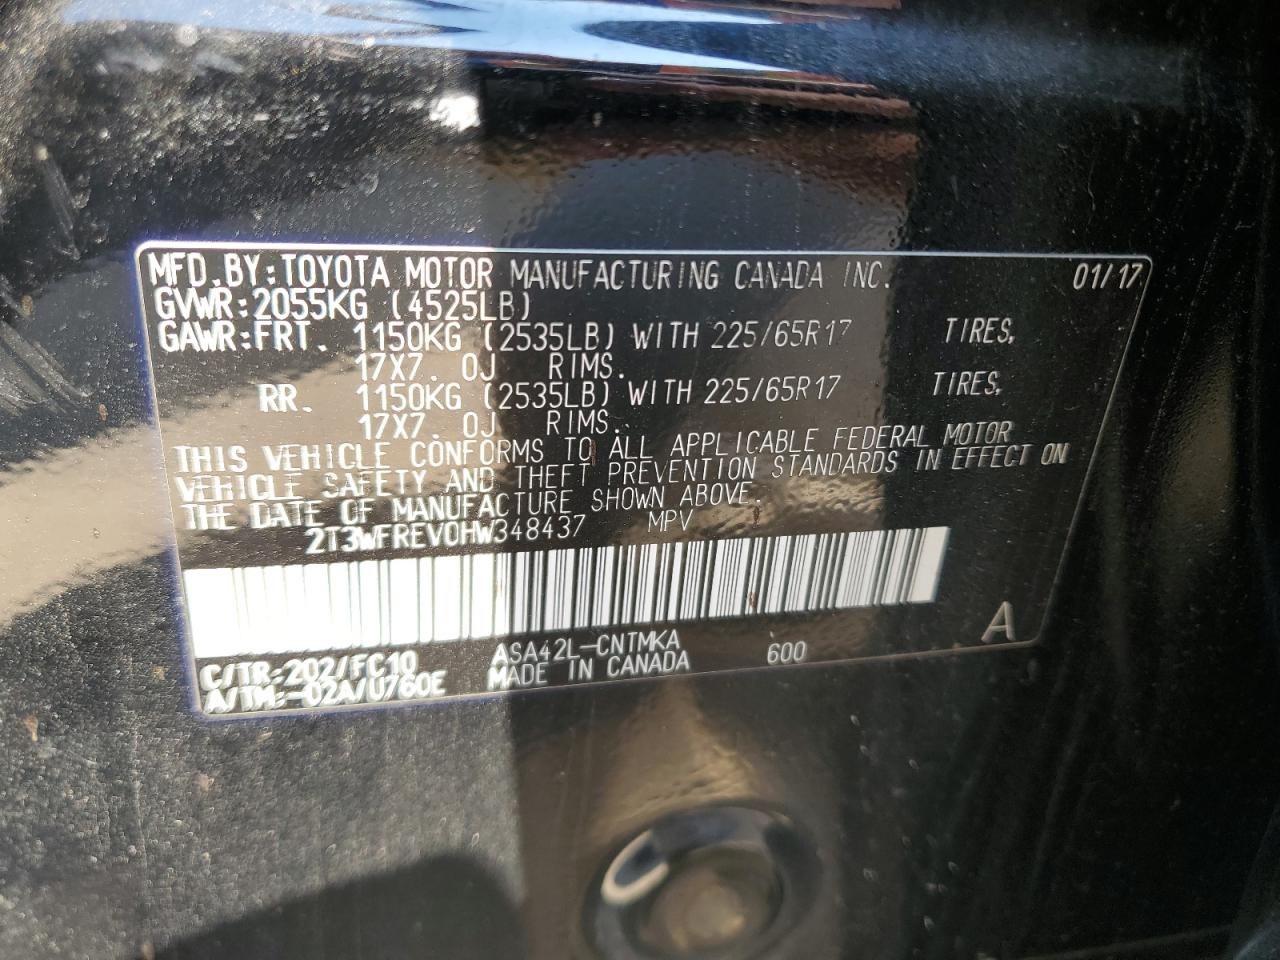 MFD.BY:TOYOTA MOTOR MANUFACTURING CANADA INC. 01/17
GVWR:2055KG (4525LB)
GAWR:FRT. 1150KG (2535LB) WITH 225/65R17 TIRES,
17X7.0J RIMS.
RR. 1150KG (2535LB) WITH 225/65R17 TIRES,
17X7.0J RIMS.
THIS VEHICLE CONFORMS TO ALL APPLICABLE FEDERAL MOTOR
VEHICLE SAFETY AND THEFT PREVENTION STANDARDS IN EFFECT ON
THE DATE OF MANUFACTURE SHOWN ABOVE.
2T3WFREV0HW348437 MPV
C/TR:202/FC10 ASA42L-CNTMKA 600 A
A/TM:-02A/U760E MADE IN CANADA